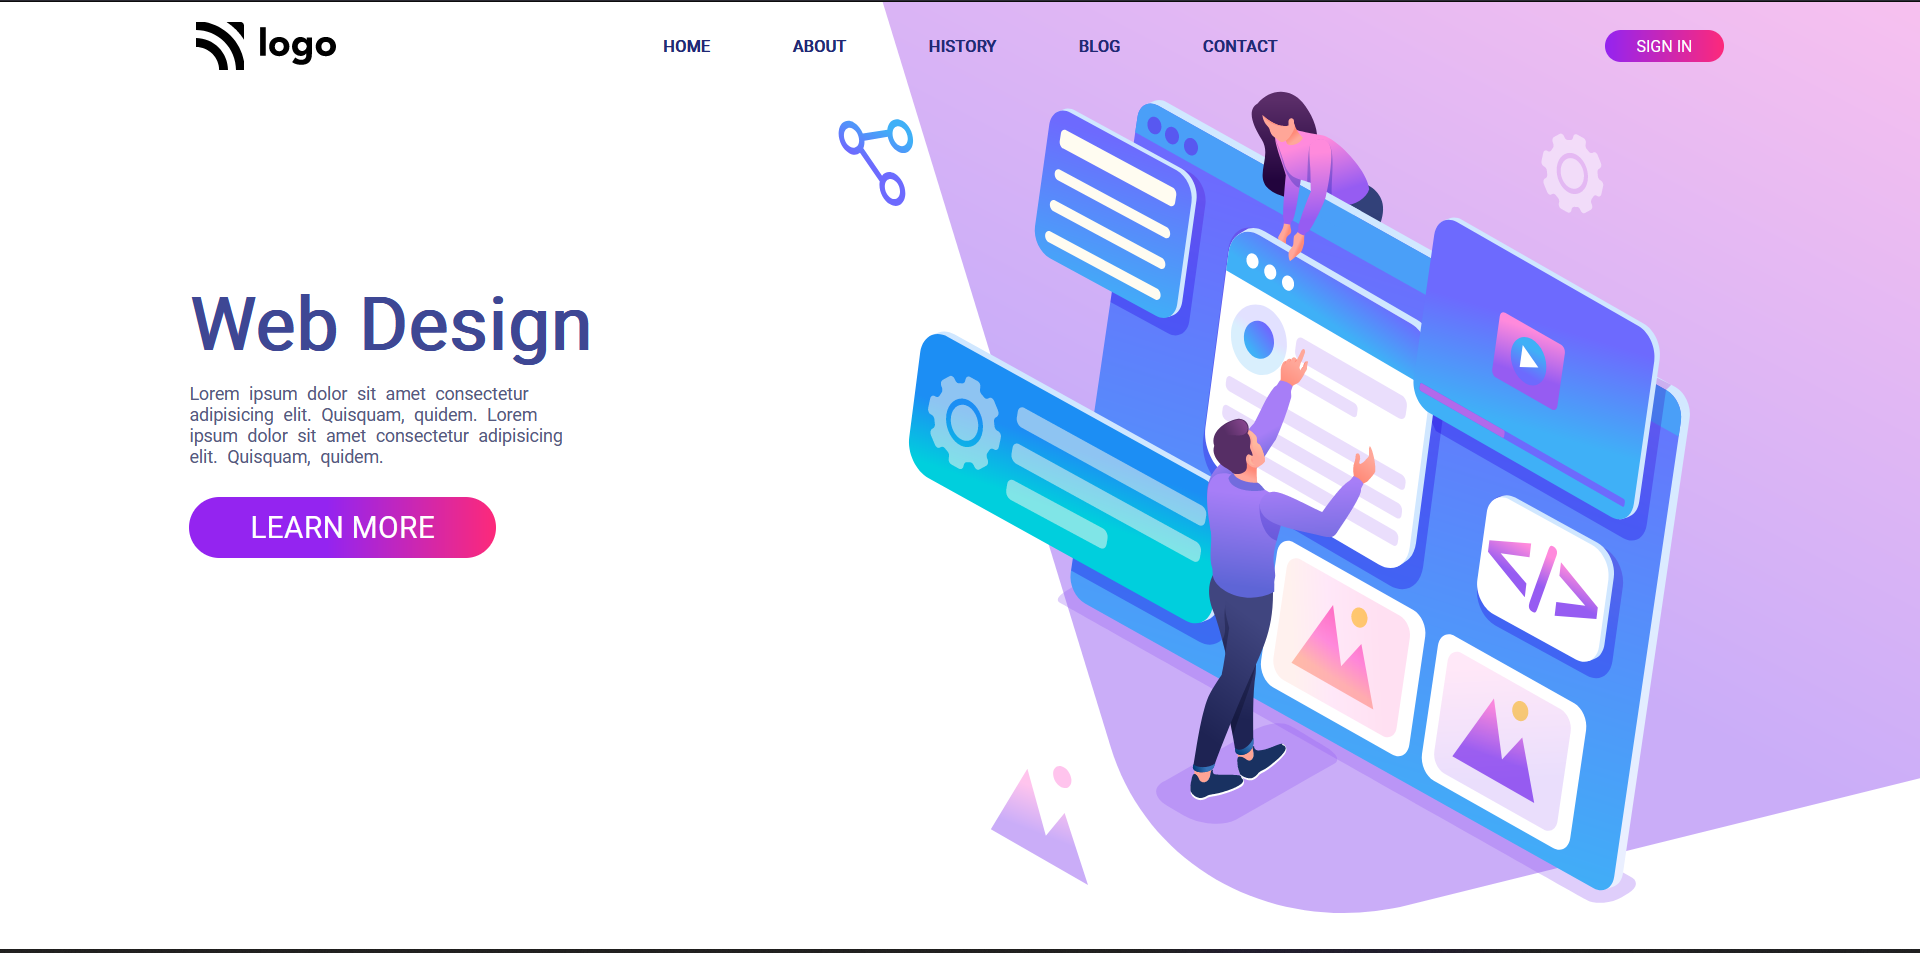 logo
HOME ABOUT HISTORY BLOG CONTACT SIGN IN
Web Design
Lorem ipsum dolor sit amet consectetur
adipisicing elit. Quisquam, quidem. Lorem
ipsum dolor sit amet consectetur adipisicing
elit. Quisquam, quidem.
LEARN MORE
</>